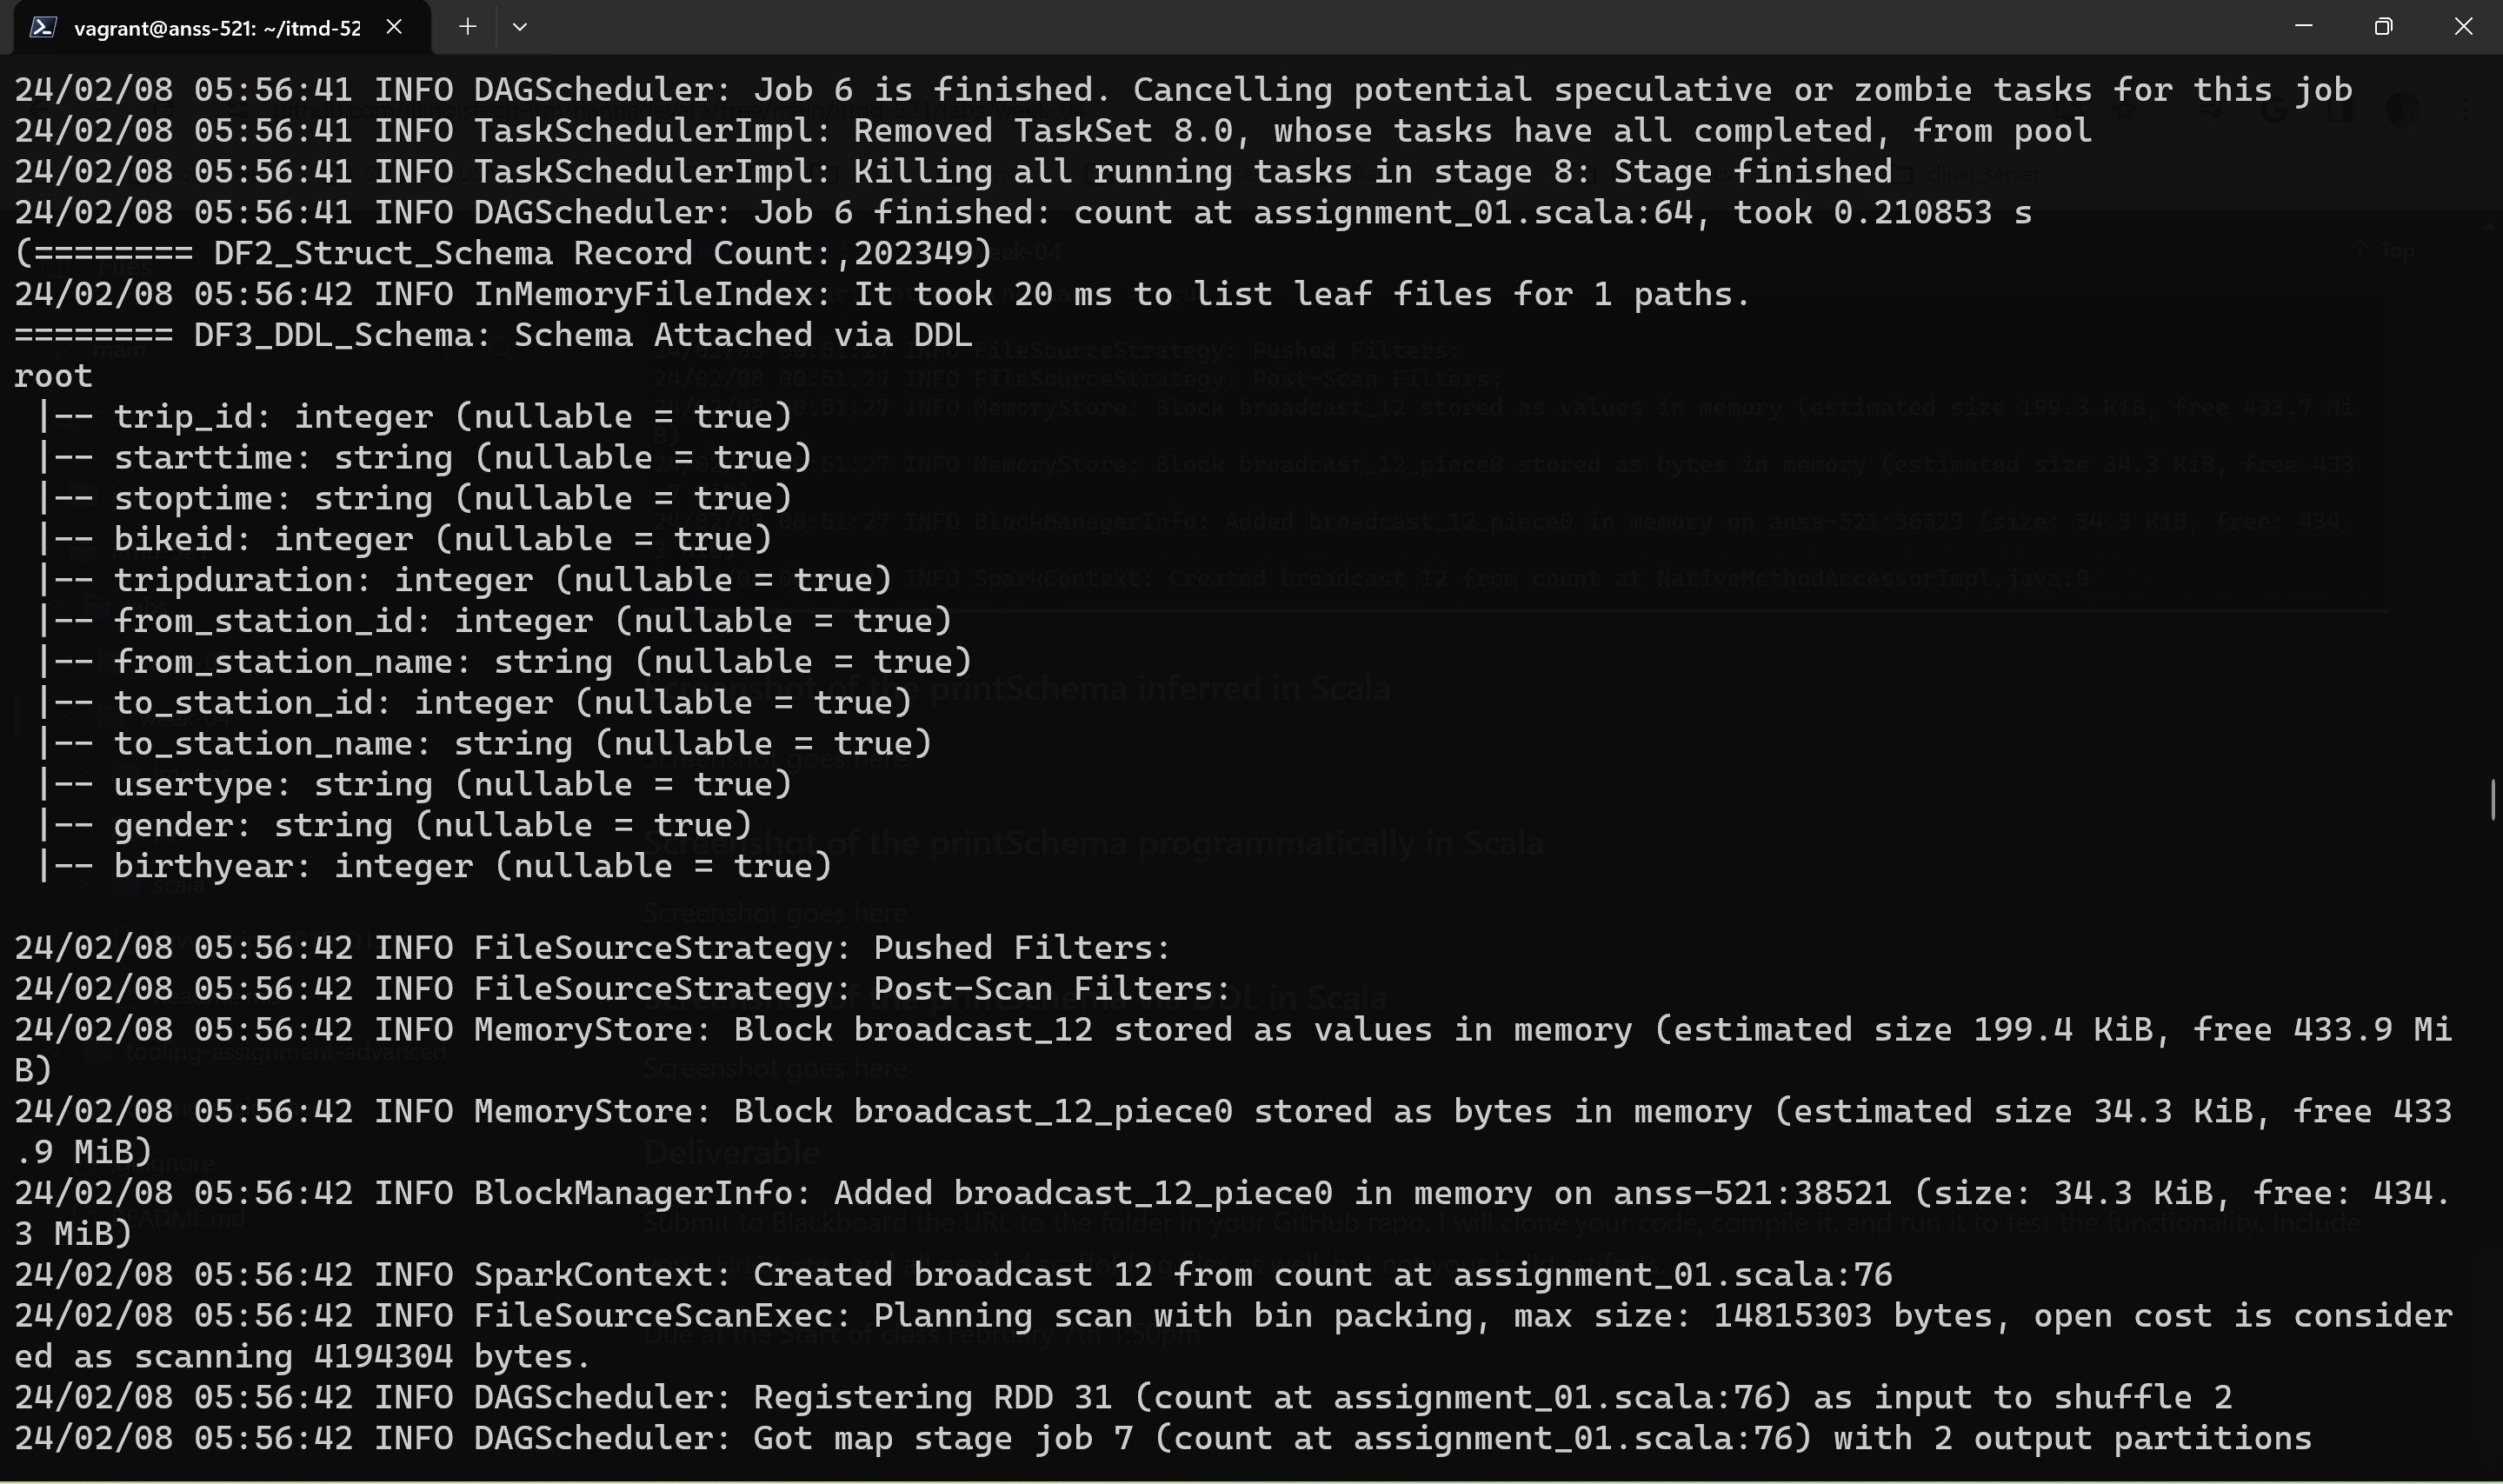 vagrant@anss-521: ~/itmd-52
24/02/08 05:56:41 INFO DAGScheduler: Job 6 is finished. Cancelling potential speculative or zombie tasks for this job
24/02/08 05:56:41 INFO TaskSchedulerImpl: Removed TaskSet 8.0, whose tasks have all completed, from pool
24/02/08 05:56:41 INFO TaskSchedulerImpl: Killing all running tasks in stage 8: Stage finished
24/02/08 05:56:41 INFO DAGScheduler: Job 6 finished: count at assignment_01.scala:64, took 0.210853 s
(======== DF2_Struct_Schema Record Count:,202349)
24/02/08 05:56:42 INFO InMemoryFileIndex: It took 20 ms to list leaf files for 1 paths.
======== DF3_DDL_Schema: Schema Attached via DDL
root
 |-- trip_id: integer (nullable = true)
 |-- starttime: string (nullable = true)
 |-- stoptime: string (nullable = true)
 |-- bikeid: integer (nullable = true)
 |-- tripduration: integer (nullable = true)
 |-- from_station_id: integer (nullable = true)
 |-- from_station_name: string (nullable = true)
 |-- to_station_id: integer (nullable = true)
 |-- to_station_name: string (nullable = true)
 |-- usertype: string (nullable = true)
 |-- gender: string (nullable = true)
 |-- birthyear: integer (nullable = true)
24/02/08 05:56:42 INFO FileSourceStrategy: Pushed Filters:
24/02/08 05:56:42 INFO FileSourceStrategy: Post-Scan Filters:
24/02/08 05:56:42 INFO MemoryStore: Block broadcast_12 stored as values in memory (estimated size 199.4 KiB, free 433.9 Mi
B)
24/02/08 05:56:42 INFO MemoryStore: Block broadcast_12_piece0 stored as bytes in memory (estimated size 34.3 KiB, free 433
.9 MiB)
24/02/08 05:56:42 INFO BlockManagerInfo: Added broadcast_12_piece0 in memory on anss-521:38521 (size: 34.3 KiB, free: 434.
3 MiB)
24/02/08 05:56:42 INFO SparkContext: Created broadcast 12 from count at assignment_01.scala:76
24/02/08 05:56:42 INFO FileSourceScanExec: Planning scan with bin packing, max size: 14815303 bytes, open cost is consider
ed as scanning 4194304 bytes.
24/02/08 05:56:42 INFO DAGScheduler: Registering RDD 31 (count at assignment_01.scala:76) as input to shuffle 2
24/02/08 05:56:42 INFO DAGScheduler: Got map stage job 7 (count at assignment_01.scala:76) with 2 output partitions